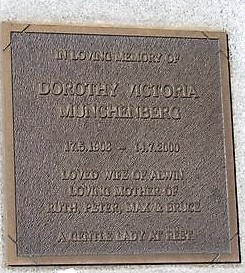 IN LOVING MEMORY OF
DOROTHY VICTORIA
MUNCHENBERG
17.5.1908 - 14.7.2000
LOVED WIFE OF ALWIN
LOVING MOTHER OF
RUTH, PETER, MAX & BRUCE
A GENTLE LADY AT REST